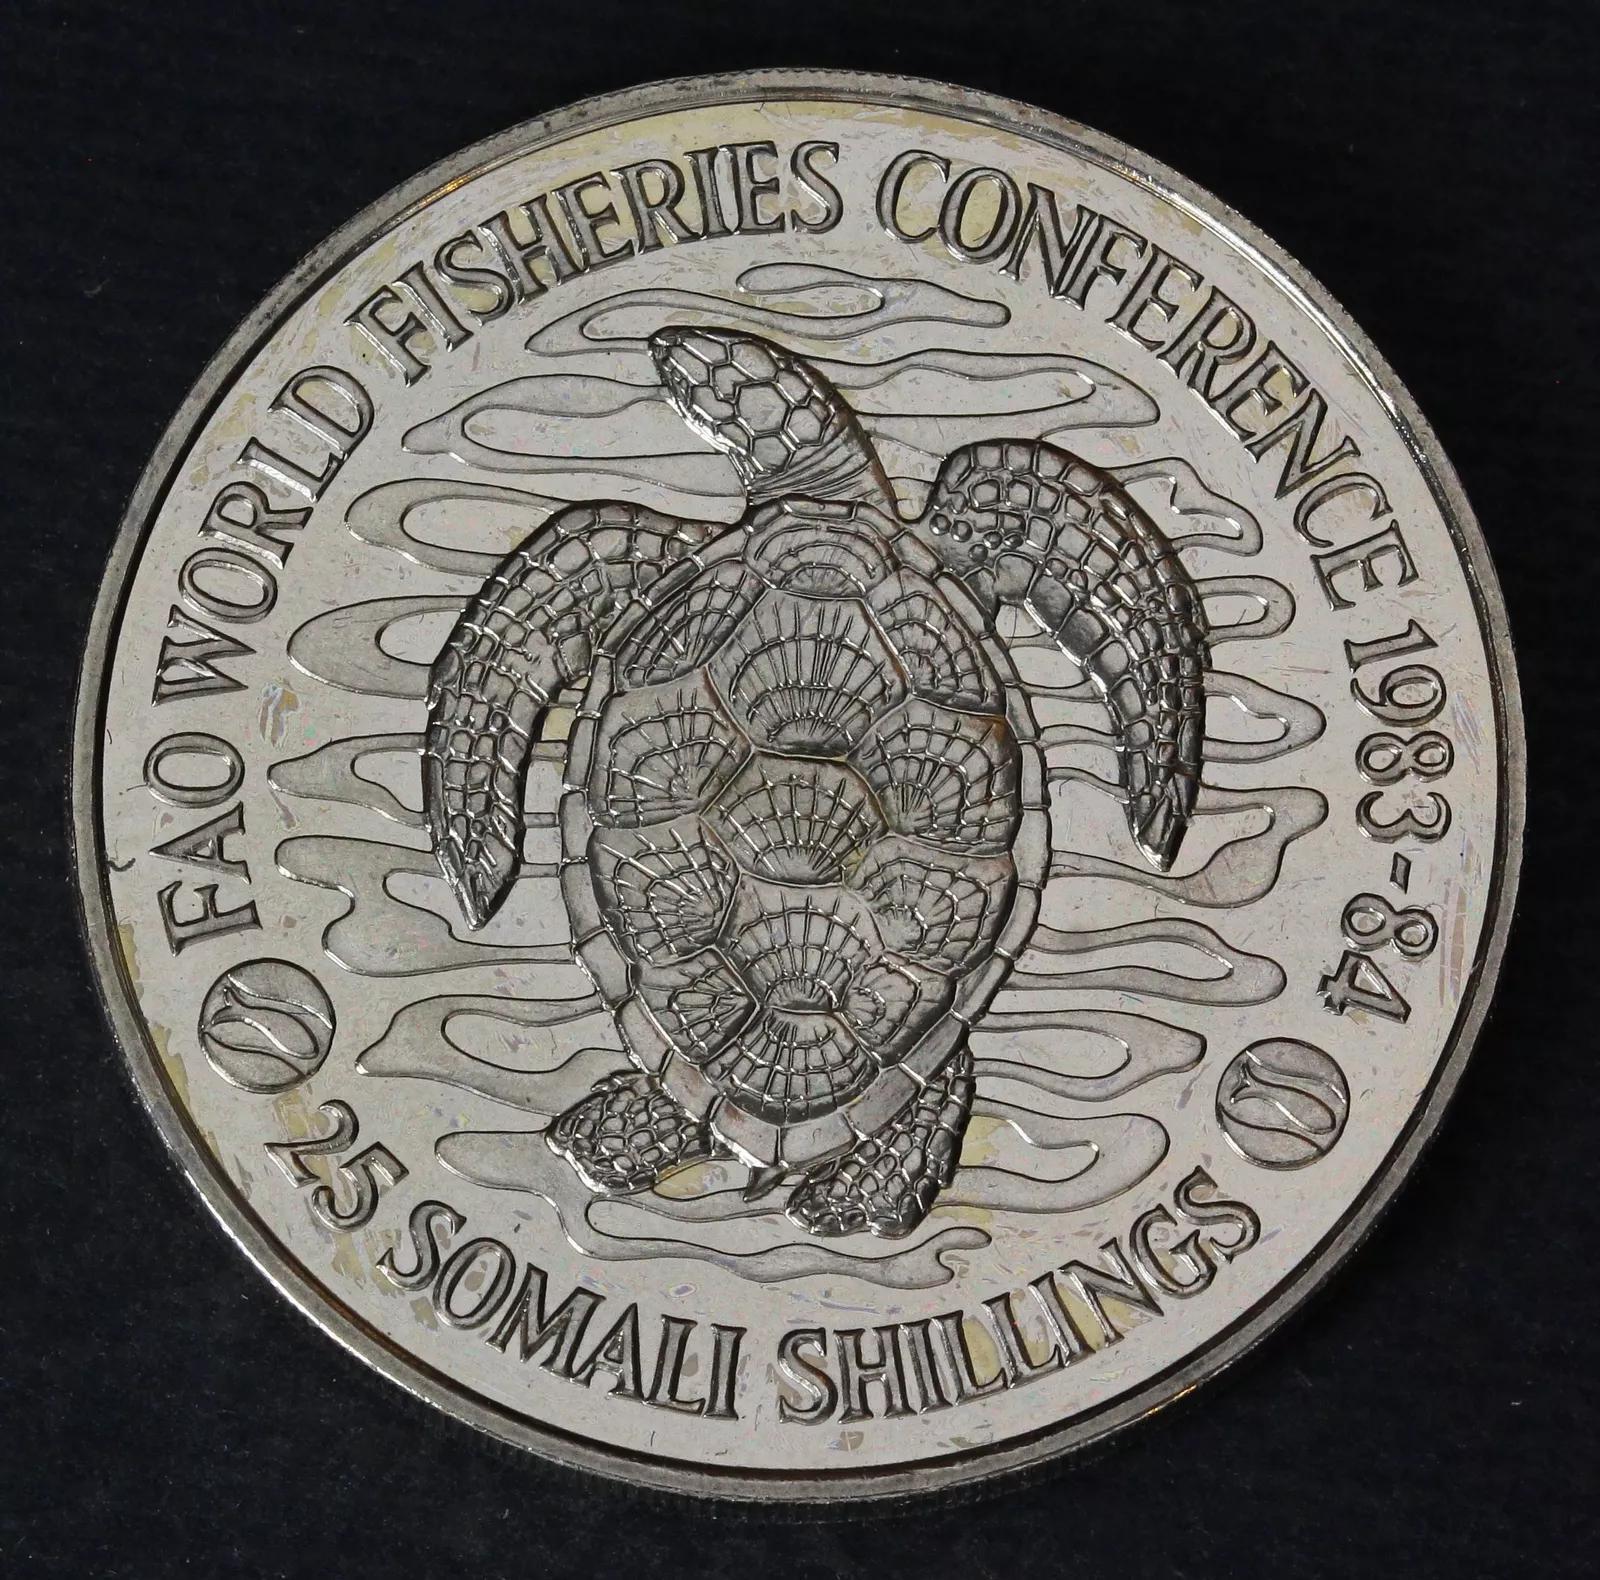 FAO WORLD FISHERIES CONFERENCE 1983-84
25 SOMALI SHILLINGS